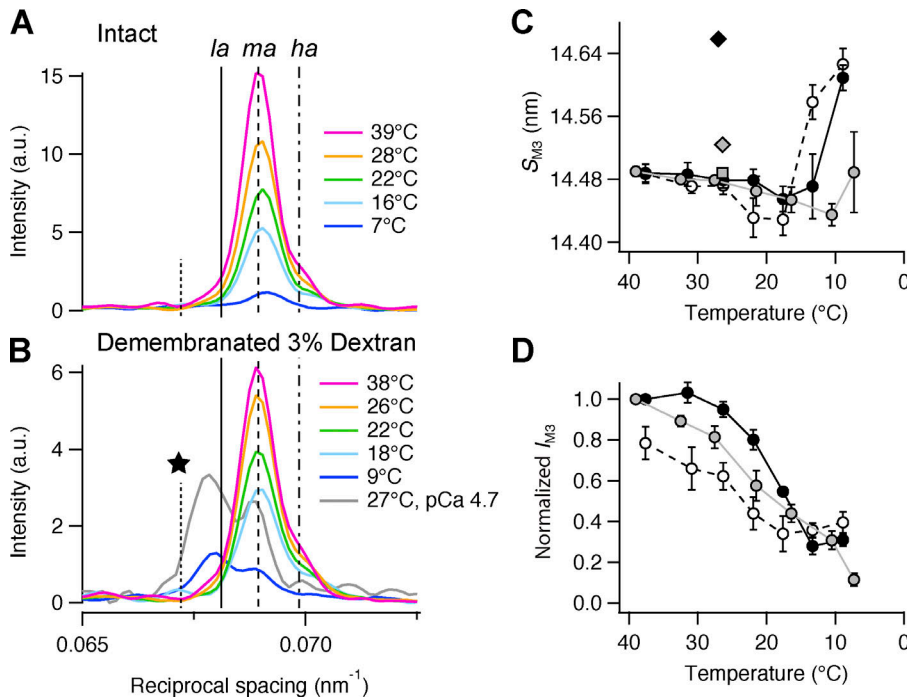 A
Intact
la ma ha
Intensity (a.u.)
15
10
5
0
39°C
28°C
22°C
16°C
7°C
B
Demembranated 3% Dextran
Intensity (a.u.)
6
4
2
0
38°C
26°C
22°C
18°C
9°C
27°C, pCa 4.7
0.065 0.070
Reciprocal spacing (nm⁻¹)
C
S_M3 (nm)
14.64
14.56
14.48
14.40
40 30 20 10 0
Temperature (°C)
D
Normalized I_M3
1.0
0.8
0.6
0.4
0.2
0.0
40 30 20 10 0
Temperature (°C)